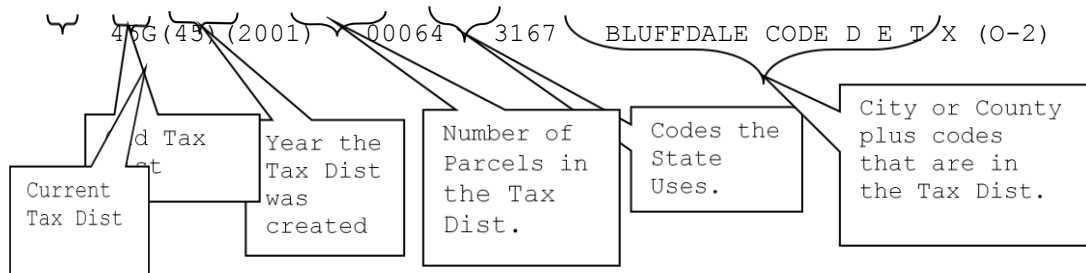 46G(45)(2001) 00064 3167 BLUFFDALE CODE D E T X (O-2)
Tax
Current
Tax Dist
Year the
Tax Dist
was
created
Number of
Parcels in
the Tax
Dist.
Codes the
State
Uses.
City or County
plus codes
that are in
the Tax Dist.